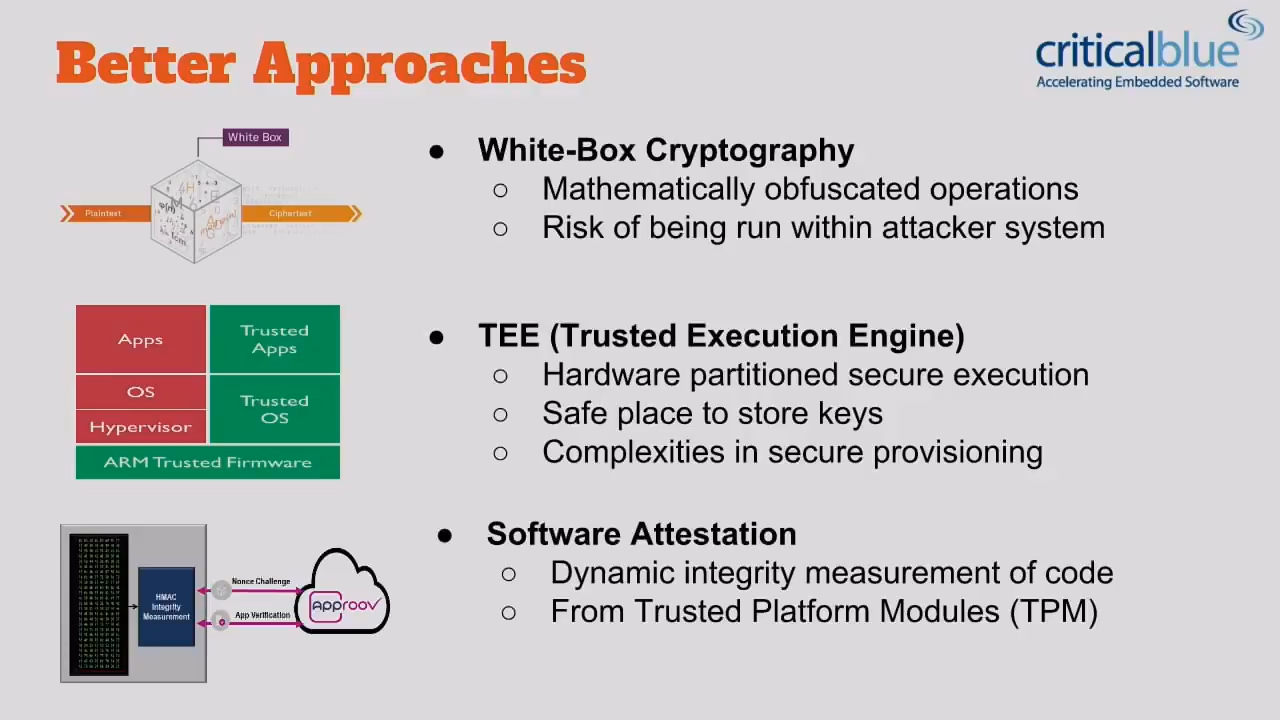 Better Approaches
criticalblue
Accelerating Embedded Software
White Box
Plaintext
Ciphertext
● White-Box Cryptography
○ Mathematically obfuscated operations
○ Risk of being run within attacker system
Apps
Trusted
Apps
OS
Trusted
OS
Hypervisor
ARM Trusted Firmware
● TEE (Trusted Execution Engine)
○ Hardware partitioned secure execution
○ Safe place to store keys
○ Complexities in secure provisioning
HMAC
Integrity
Measurement
Nonce Challenge
App Verification
APPROOV
● Software Attestation
○ Dynamic integrity measurement of code
○ From Trusted Platform Modules (TPM)